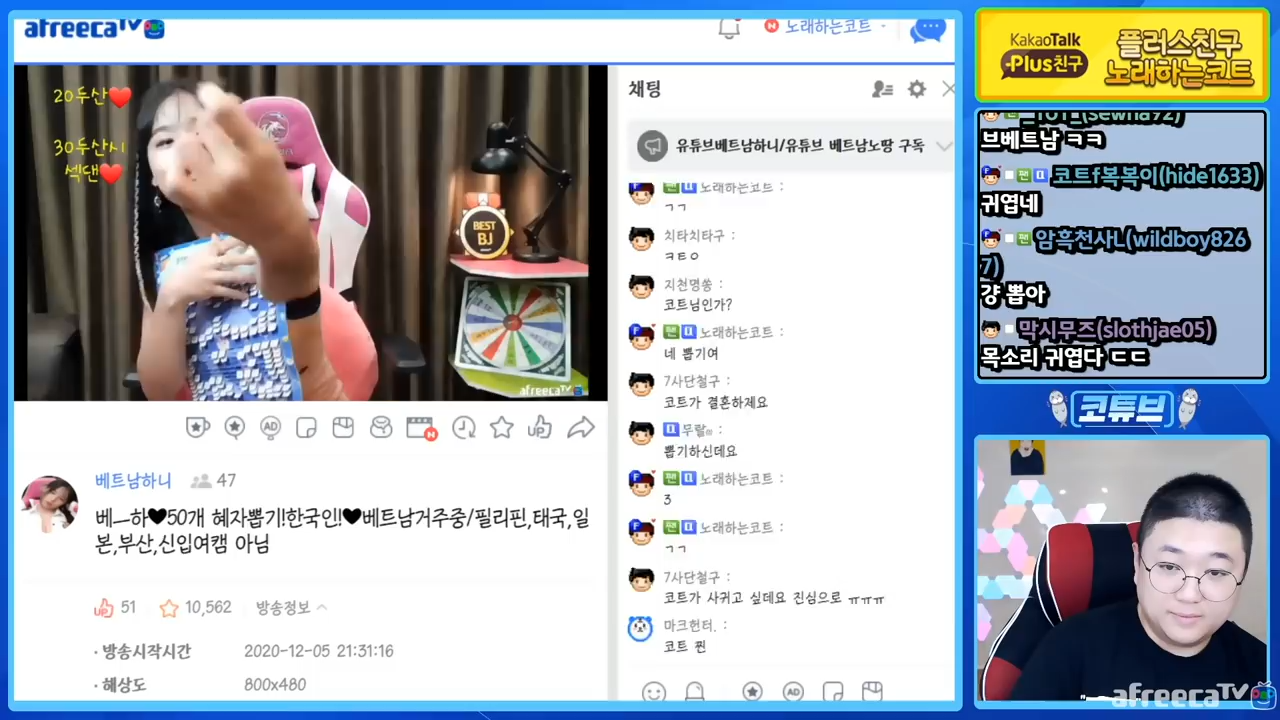 afreecaTV
노래하는코트
20두산❤️
30두산시
섹댄❤️
BEST
BJ
afreecaTV
베트남하니
47
베ㅡ하♥50개 혜자뽑기!한국인!♥베트남거주중/필리핀,태국,일
본,부산,신입여캠 아님
51
10,562
방송정보
· 방송시작시간 2020-12-05 21:31:16
· 해상도 800x480
채팅
유튜브베트남하니/유튜브 베트남노땅 구독
노래하는코트 :
ㄱㄱ
치타치타구 :
ㅋㅌㅇ
지천명쏭 :
코트님인가?
노래하는코트 :
네 뽑기여
7사단철구 :
코트가 결혼하제요
무랄 :
뽑기하신데요
노래하는코트 :
3
노래하는코트 :
ㄱㄱ
7사단철구 :
코트가 사귀고 싶데요 진심으로 ㅠㅠㅠ
마크헌터. :
코트 찐
KakaoTalk
Plus친구
플러스친구
노래하는코트
_TOT_(sewha92)
브베트남 ㅋㅋ
코트f복복이(hide1633)
귀엽네
암흑천사L(wildboy826
7)
걍 뽑아
막시무즈(slothjae05)
목소리 귀엽다 ㄷㄷ
코튜브
afreecaTV